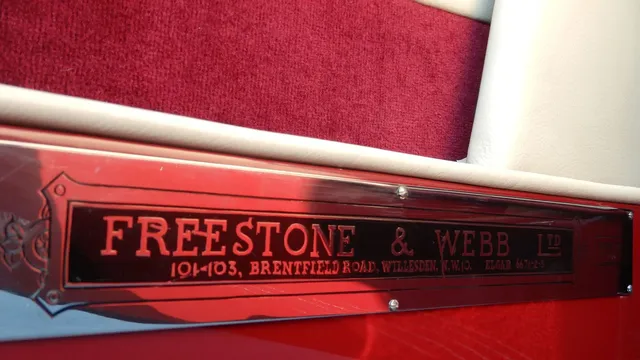 FREESTONE & WEBB LTD
101-103, BRENTFIELD ROAD, WILLESDEN, N.W.10. ELGAR